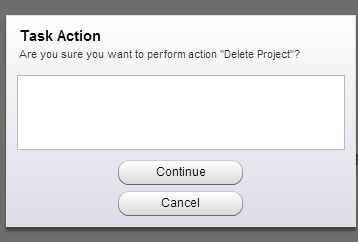 Task Action
Are you sure you want to perform action "Delete Project"?
Continue
Cancel